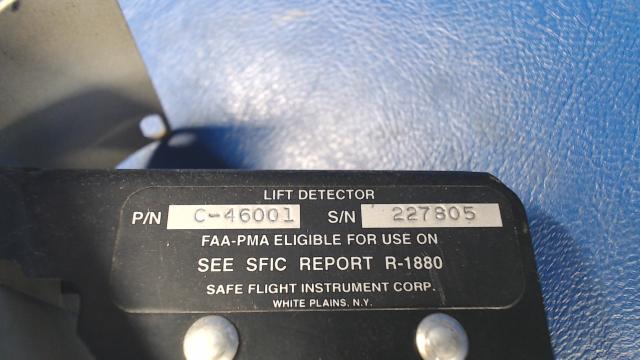 LIFT DETECTOR
P/N C-46001 S/N 227805
FAA-PMA ELIGIBLE FOR USE ON
SEE SFIC REPORT R-1880
SAFE FLIGHT INSTRUMENT CORP.
WHITE PLAINS, N.Y.